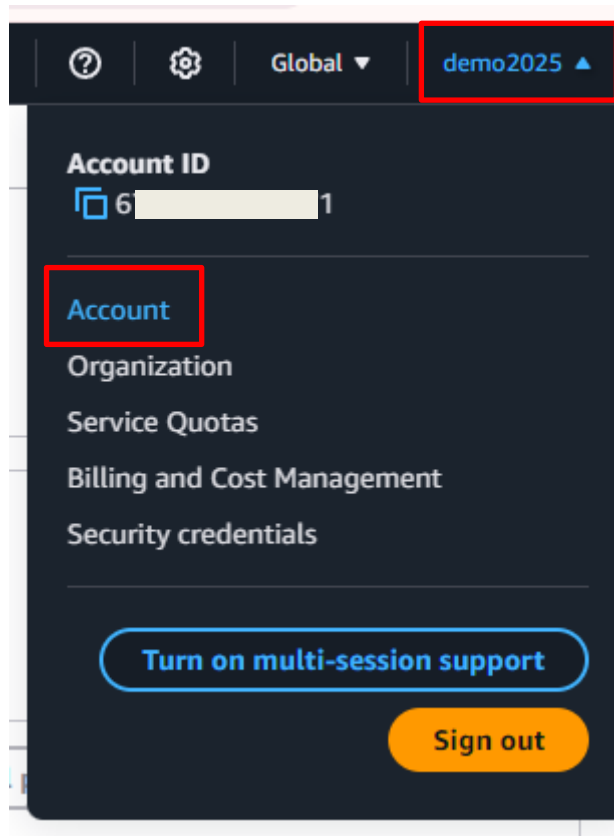 Global ▼ demo2025 ▲
Account ID
6 1
Account
Organization
Service Quotas
Billing and Cost Management
Security credentials
Turn on multi-session support
Sign out